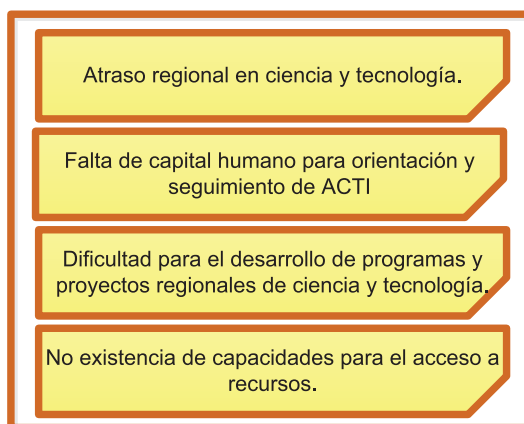 Atraso regional en ciencia y tecnología.
Falta de capital humano para orientación y
seguimiento de ACTI
Dificultad para el desarrollo de programas y
proyectos regionales de ciencia y tecnología.
No existencia de capacidades para el acceso a
recursos.